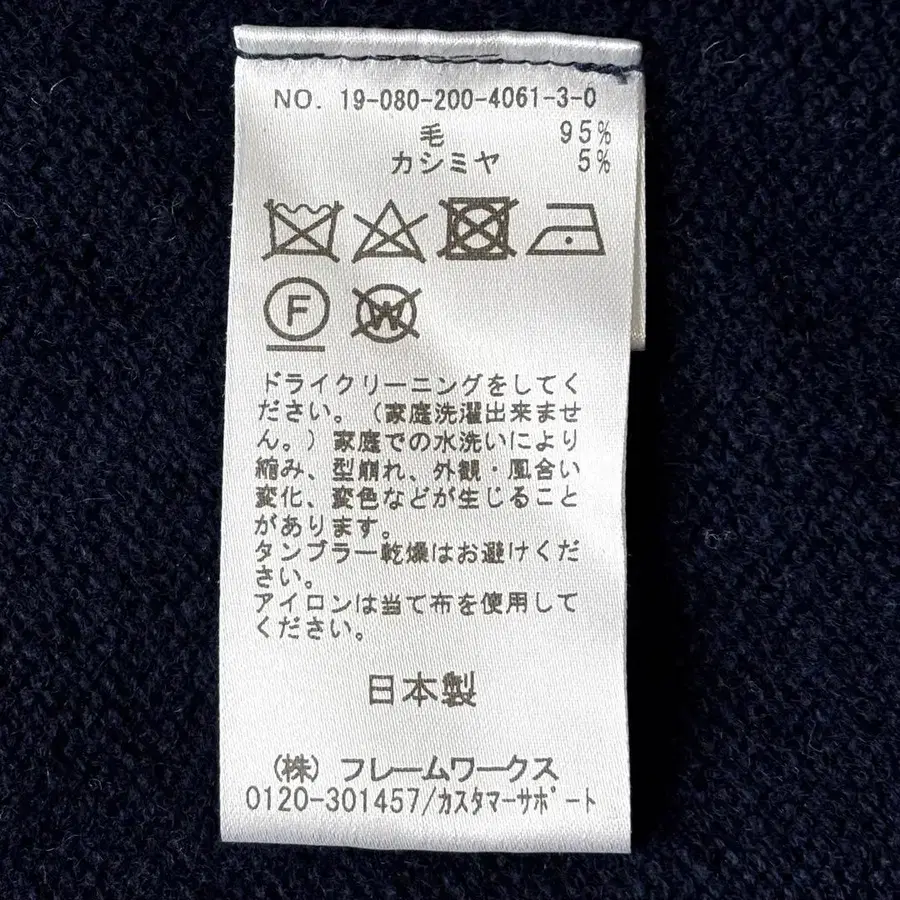 NO. 19-080-200-4061-3-0
毛 95%
カシミヤ 5%
F
W
ドライクリーニングをしてく
ださい。(家庭洗濯出来ませ
ん。)家庭での水洗いにより
縮み、型崩れ、外観・風合い
変化、変色などが生じること
があります。
タンブラー乾燥はお避けくだ
さい。
アイロンは当て布を使用して
ください。
日本製
(株)フレームワークス
0120-301457/カスタマーサポート